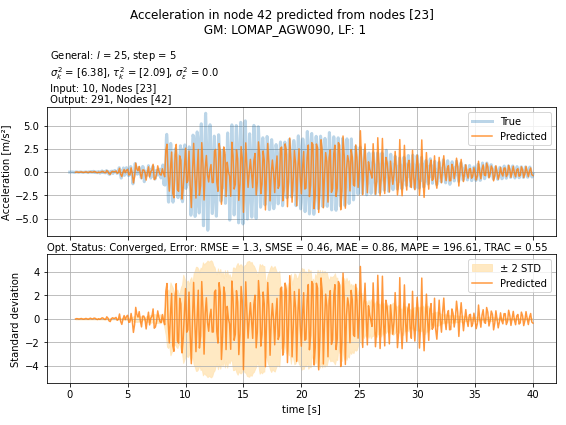 Acceleration in node 42 predicted from nodes [23]
GM: LOMAP_AGW090, LF: 1
General: l = 25, step = 5
σ²ₖ = [6.38], τ²ₖ = [2.09], σ²ε = 0.0
Input: 10, Nodes [23]
Output: 291, Nodes [42]
Acceleration [m/s²]
5.0
2.5
0.0
−2.5
−5.0
True
Predicted
Opt. Status: Converged, Error: RMSE = 1.3, SMSE = 0.46, MAE = 0.86, MAPE = 196.61, TRAC = 0.55
Standard deviation
4
2
0
−2
−4
± 2 STD
Predicted
0 5 10 15 20 25 30 35 40
time [s]